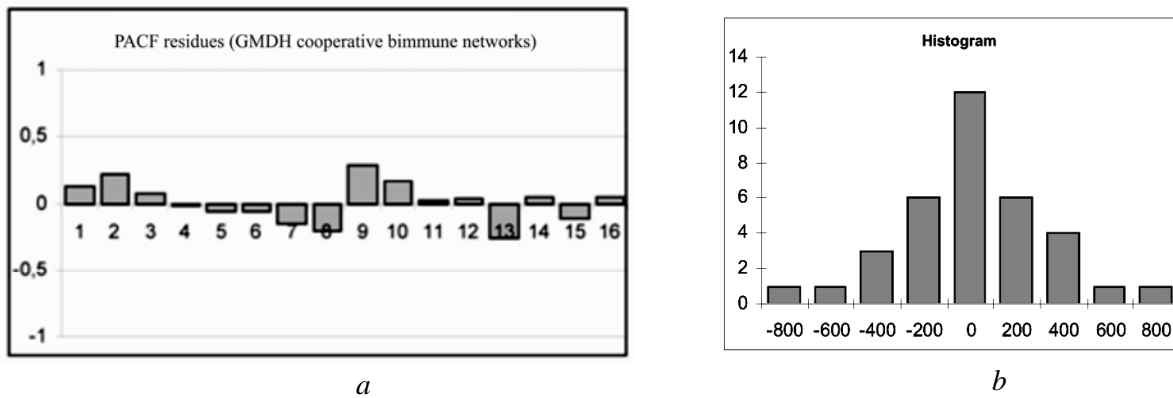 PACF residues (GMDH cooperative bimmune networks)
1
0,5
0
-0,5
-1
1 2 3 4 5 6 7 8 9 10 11 12 13 14 15 16
a
Histogram
14
12
10
8
6
4
2
0
-800 -600 -400 -200 0 200 400 600 800
b